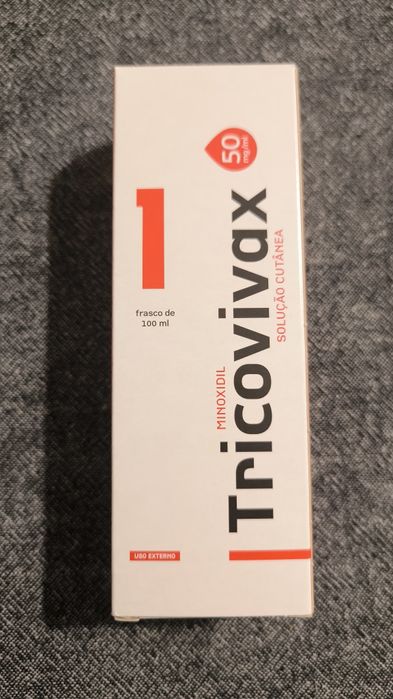 1
frasco de
100 ml
USO EXTERNO
MINOXIDIL
Tricovivax
SOLUÇÃO CUTÂNEA
50
mg/ml